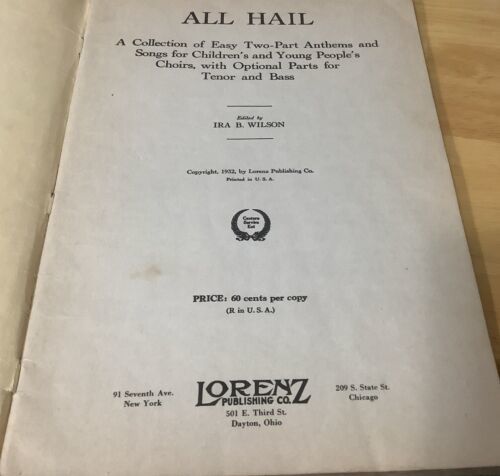 ALL HAIL
A Collection of Easy Two-Part Anthems and
Songs for Children's and Young People's
Choirs, with Optional Parts for
Tenor and Bass
Edited by
IRA B. WILSON
Copyright, 1932, by Lorenz Publishing Co.
Printed in U. S. A.
Cantare
Servire
Est
PRICE: 60 cents per copy
(R in U. S. A.)
91 Seventh Ave.
New York
LORENZ
PUBLISHING CO.
501 E. Third St.
Dayton, Ohio
209 S. State St.
Chicago